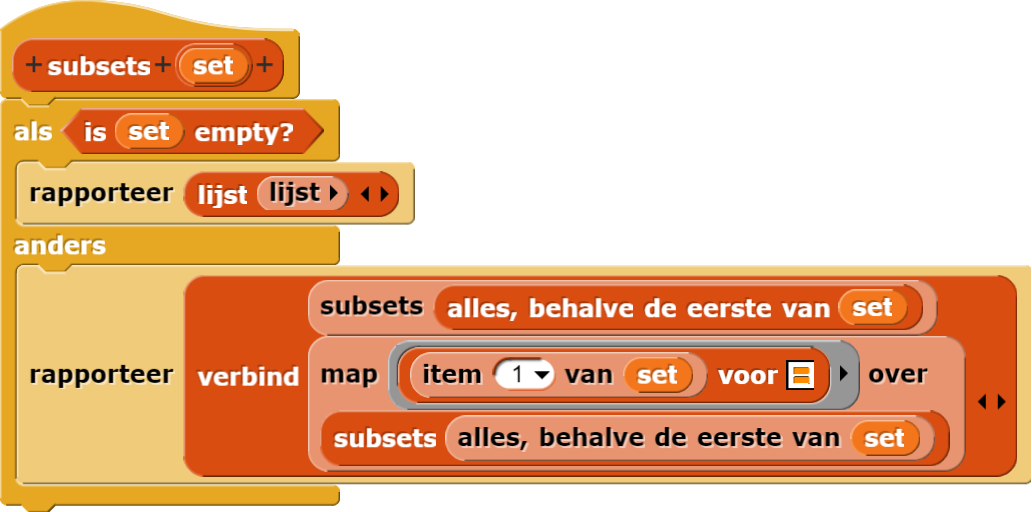 + subsets + set +
als is set empty?
rapporteer lijst lijst
anders
subsets alles, behalve de eerste van set
rapporteer verbind map item 1 van set voor over
subsets alles, behalve de eerste van set